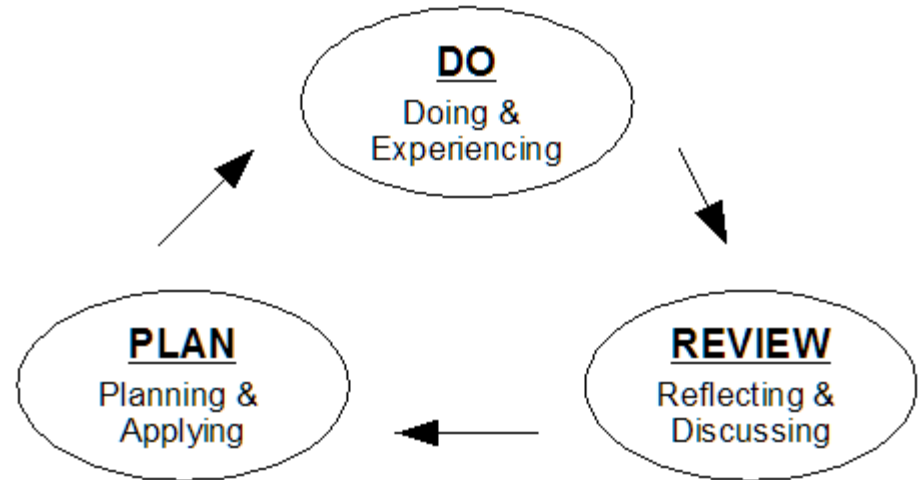 DO
Doing &
Experiencing
PLAN
Planning &
Applying
REVIEW
Reflecting &
Discussing